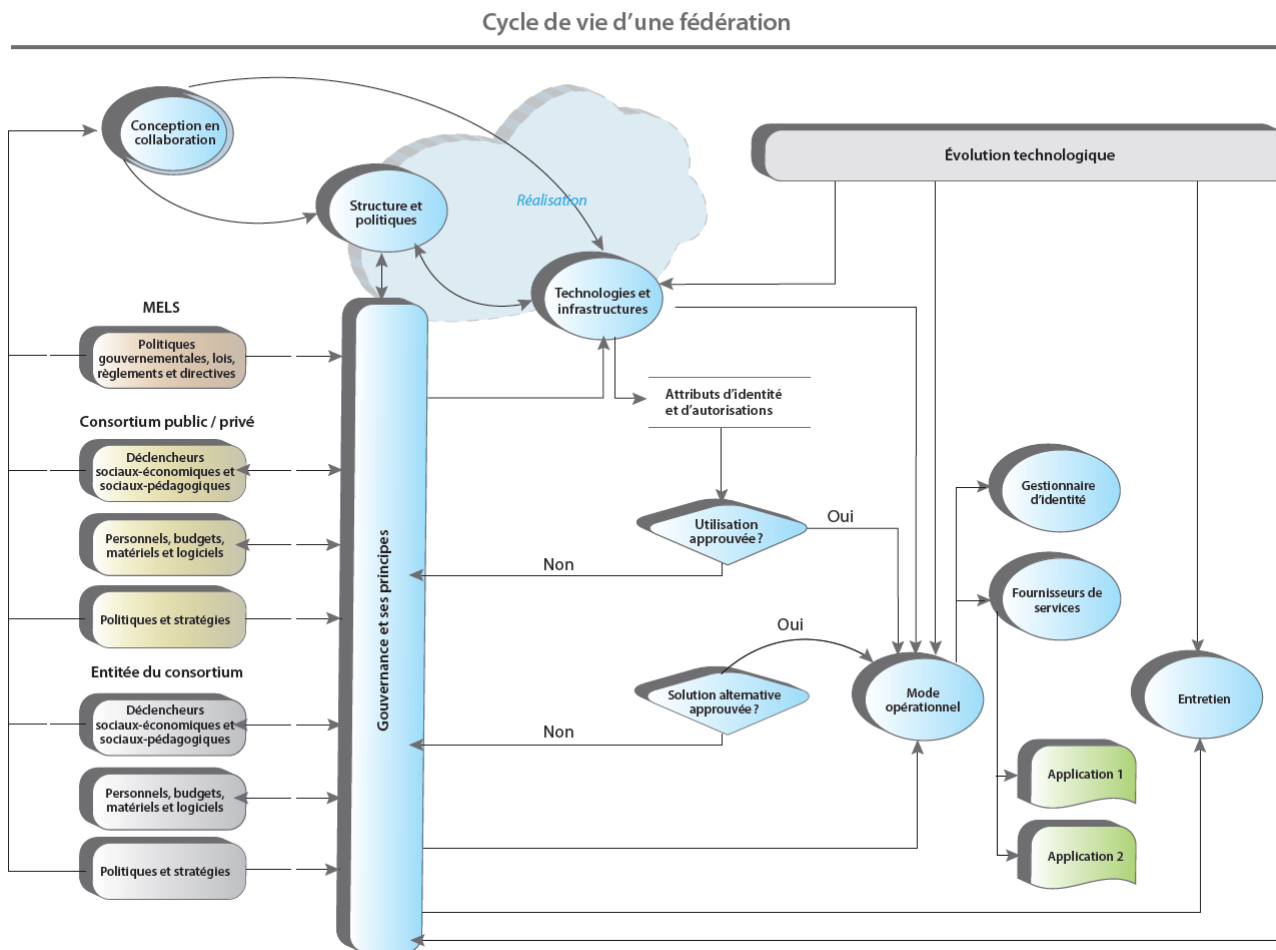 Cycle de vie d'une fédération
Conception en
collaboration
Évolution technologique
Structure et
politiques
Réalisation
Technologies et
infrastructures
MELS
Politiques
gouvernementales, lois,
règlements et directives
Attributs d'identité
et d'autorisations
Consortium public / privé
Déclencheurs
sociaux-économiques et
sociaux-pédagogiques
Gestionnaire
d'identité
Personnels, budgets,
matériels et logiciels
Utilisation
approuvée ?
Oui
Non
Fournisseurs de
services
Politiques et stratégies
Gouvernance et ses principes
Entitée du consortium
Déclencheurs
sociaux-économiques et
sociaux-pédagogiques
Oui
Solution alternative
approuvée ?
Non
Mode
opérationnel
Entretien
Personnels, budgets,
matériels et logiciels
Application 1
Politiques et stratégies
Application 2